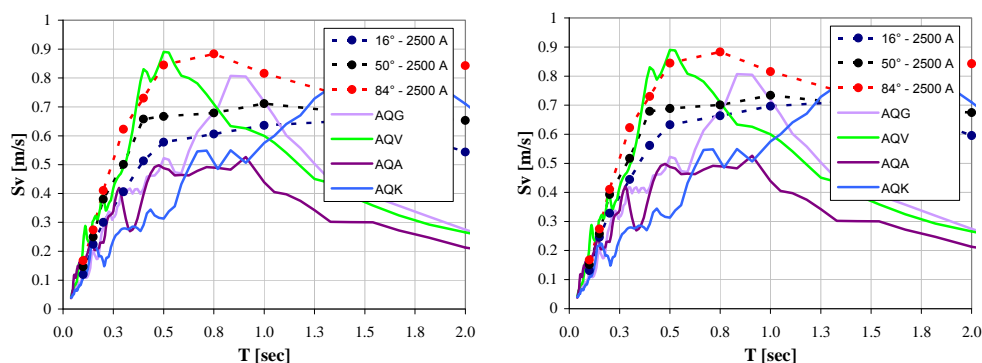 1
0.9
0.8
0.7
0.6
0.5
0.4
0.3
0.2
0.1
0
Sv [m/s]
0.0 0.3 0.5 0.8 1.0 1.3 1.5 1.8 2.0
T [sec]
16° - 2500 A
50° - 2500 A
84° - 2500 A
AQG
AQV
AQA
AQK
1
0.9
0.8
0.7
0.6
0.5
0.4
0.3
0.2
0.1
0
Sv [m/s]
0.0 0.3 0.5 0.8 1.0 1.3 1.5 1.8 2.0
T [sec]
16° - 2500 A
50° - 2500 A
84° - 2500 A
AQG
AQV
AQA
AQK